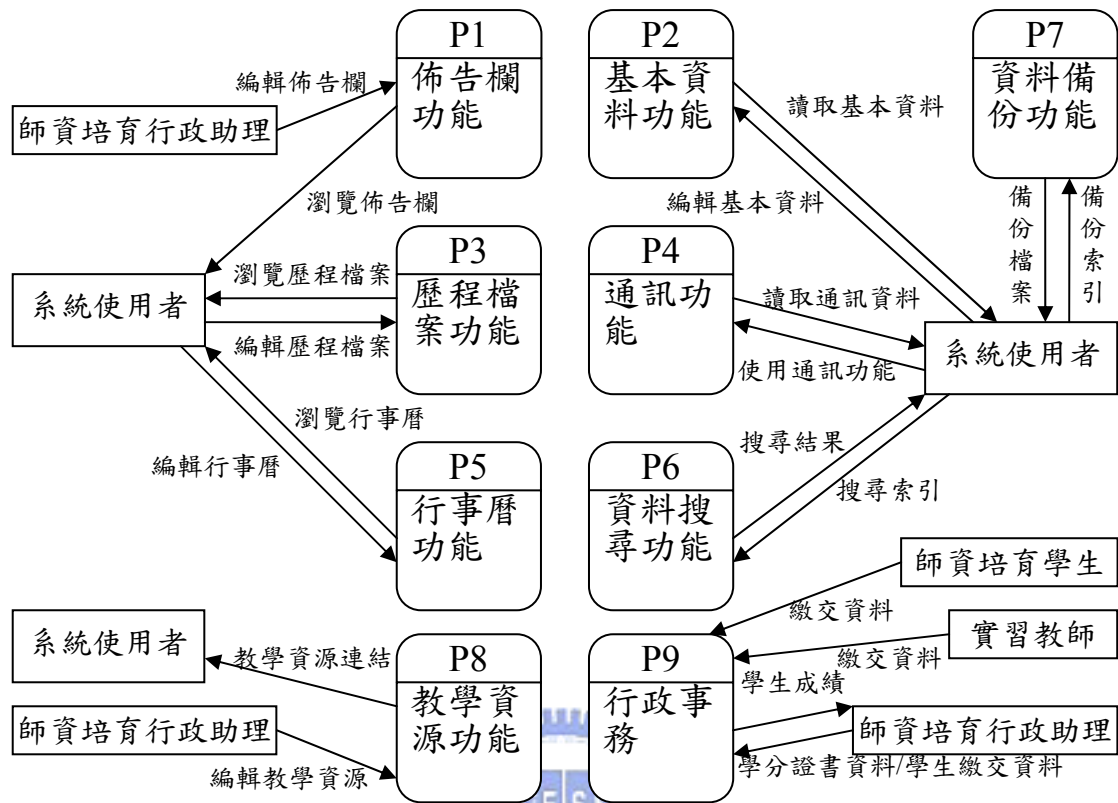 P1
佈告欄
功能
P2
基本資
料功能
P7
資料備
份功能
編輯佈告欄
師資培育行政助理
讀取基本資料
瀏覽佈告欄
編輯基本資料
備份檔案
備份索引
P3
歷程檔
案功能
P4
通訊功
能
系統使用者
瀏覽歷程檔案
編輯歷程檔案
讀取通訊資料
使用通訊功能
系統使用者
瀏覽行事曆
編輯行事曆
搜尋結果
搜尋索引
P5
行事曆
功能
P6
資料搜
尋功能
師資培育學生
繳交資料
實習教師
繳交資料
系統使用者
教學資源連結
P8
教學資
源功能
P9
行政事
務
學生成績
師資培育行政助理
編輯教學資源
師資培育行政助理
學分證書資料/學生繳交資料